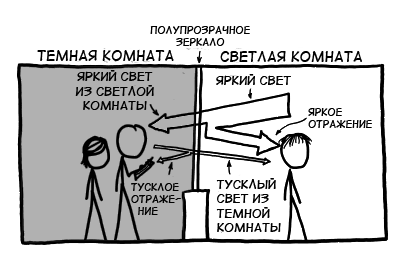 ПОЛУПРОЗРАЧНОЕ
ЗЕРКАЛО
ТЕМНАЯ КОМНАТА
СВЕТЛАЯ КОМНАТА
ЯРКИЙ СВЕТ
ИЗ СВЕТЛОЙ
КОМНАТЫ
ЯРКИЙ СВЕТ
ЯРКОЕ
ОТРАЖЕНИЕ
ТУСКЛОЕ
ОТРАЖЕ-
НИЕ
ТУСКЛЫЙ
СВЕТ ИЗ
ТЕМНОЙ
КОМНАТЫ